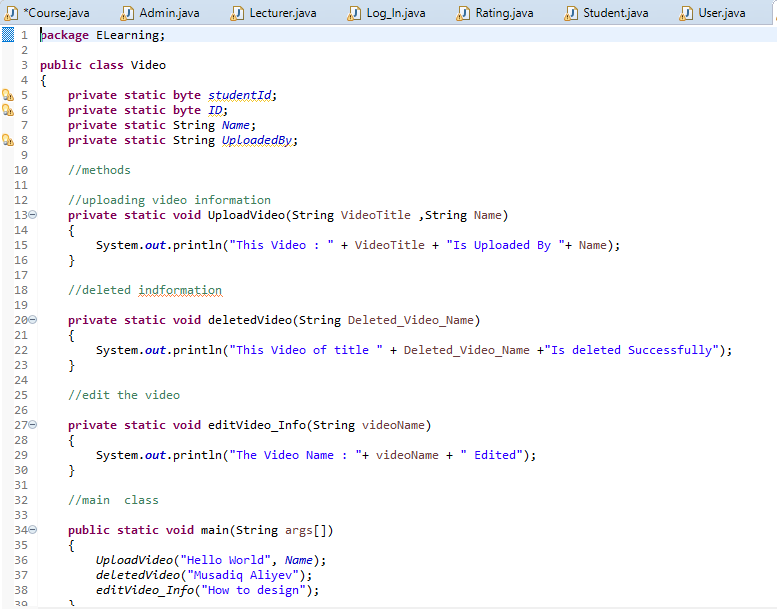 *Course.java Admin.java Lecturer.java Log_In.java Rating.java Student.java User.java
1 package ELearning;
2
3 public class Video
4 {
5 private static byte studentId;
6 private static byte ID;
7 private static String Name;
8 private static String UploadedBy;
9
10 //methods
11
12 //uploading video information
13 private static void UploadVideo(String VideoTitle ,String Name)
14 {
15 System.out.println("This Video : " + VideoTitle + "Is Uploaded By "+ Name);
16 }
17
18 //deleted indformation
19
20 private static void deletedVideo(String Deleted_Video_Name)
21 {
22 System.out.println("This Video of title " + Deleted_Video_Name +"Is deleted Successfully");
23 }
24
25 //edit the video
26
27 private static void editVideo_Info(String videoName)
28 {
29 System.out.println("The Video Name : "+ videoName + " Edited");
30 }
31
32 //main  class
33
34 public static void main(String args[])
35 {
36 UploadVideo("Hello World", Name);
37 deletedVideo("Musadiq Aliyev");
38 editVideo_Info("How to design");
39 }